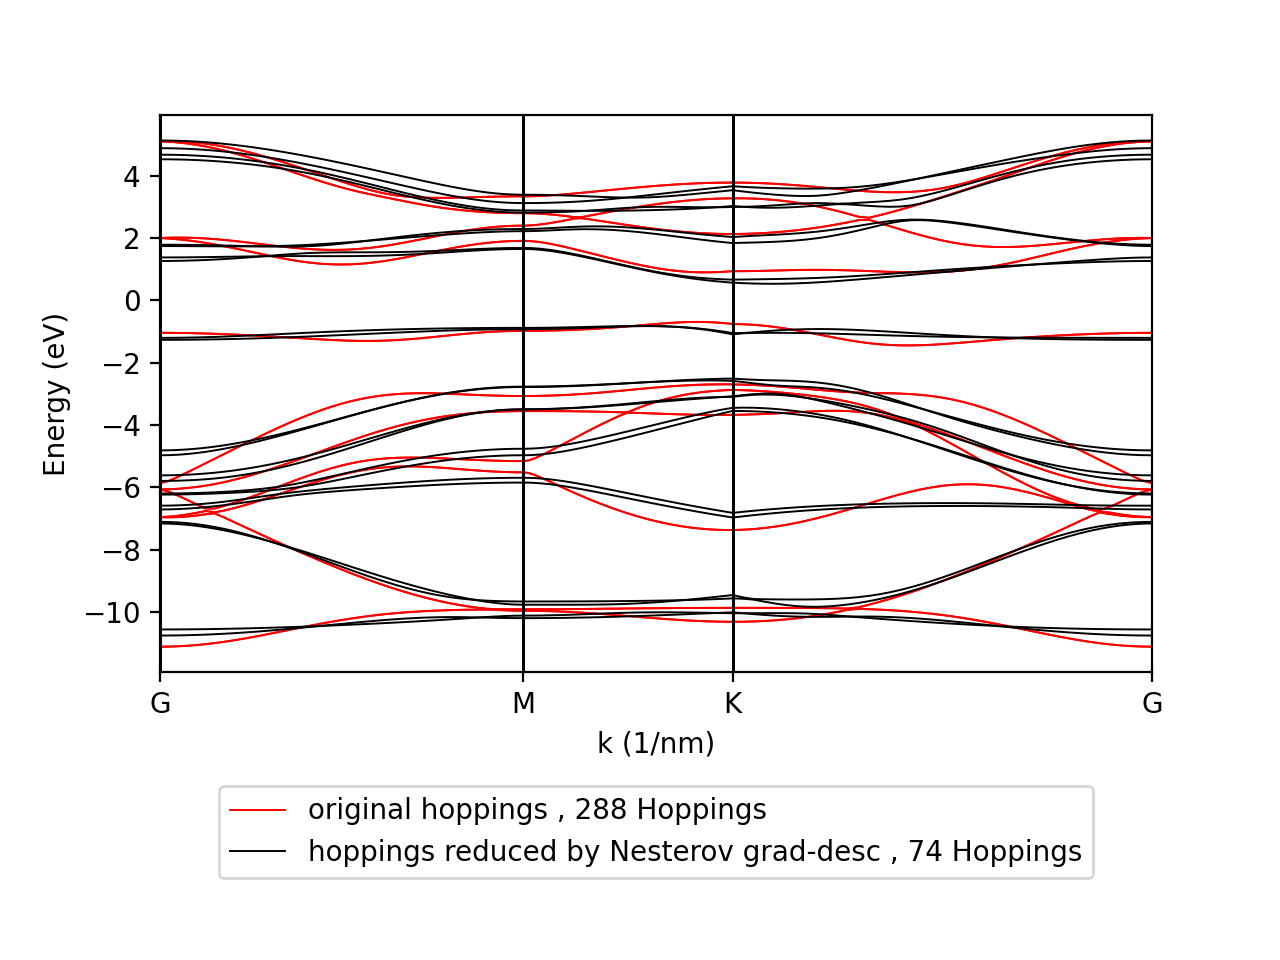 4
2
0
−2
−4
−6
−8
−10
Energy (eV)
G M K G
k (1/nm)
original hoppings , 288 Hoppings
hoppings reduced by Nesterov grad-desc , 74 Hoppings